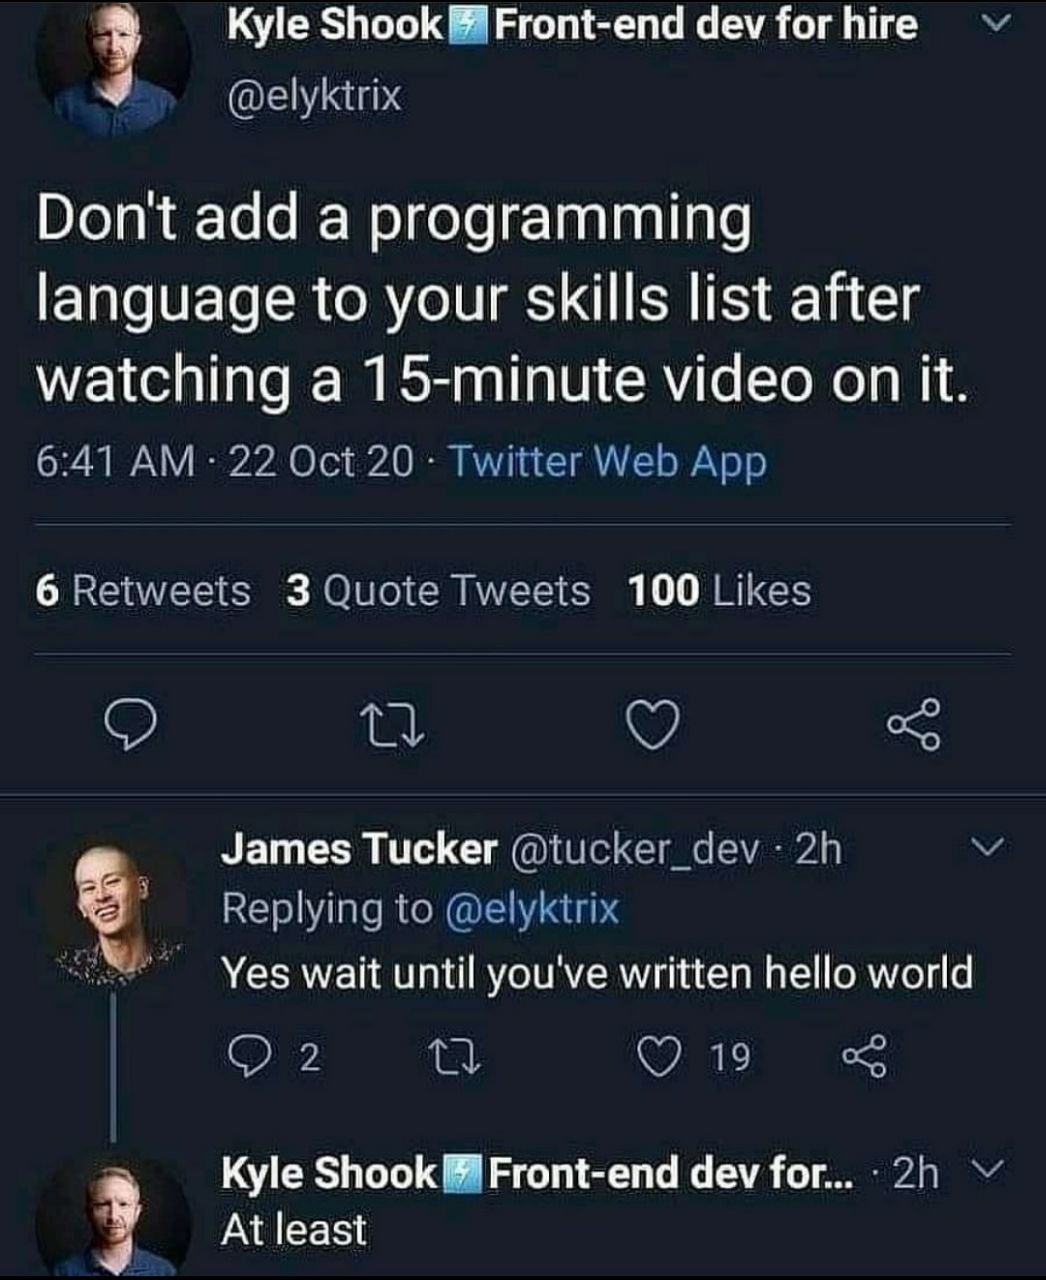 Kyle Shook⚡Front-end dev for hire
@elyktrix
Don't add a programming
language to your skills list after
watching a 15-minute video on it.
6:41 AM · 22 Oct 20 · Twitter Web App
6 Retweets 3 Quote Tweets 100 Likes
James Tucker @tucker_dev · 2h
Replying to @elyktrix
Yes wait until you've written hello world
2 19
Kyle Shook⚡Front-end dev for... · 2h
At least